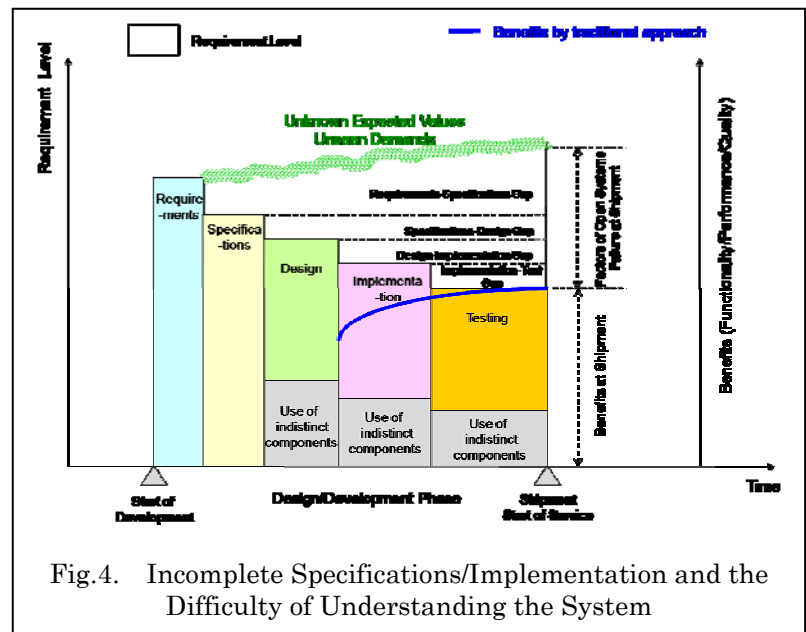 Requirement Level
Benefits by traditional approach
Requirement Level
Benefits (Functionality/Performance/Quality)
Unknown Expected Values
Unseen Demands
Require
-ments
Specifica
-tions
Design
Implementa
-tion
Testing
Requirements-Specifications Gap
Specifications-Design Gap
Design-Implementation Gap
Implementation-Test
Gap
Factors of Open Systems
Failure at Shipment
Benefits at Shipment
Use of
indistinct
components
Use of
indistinct
components
Use of
indistinct
components
Start of
Development
Design/Development Phase
Shipment
Start of Service
Time
Fig.4. Incomplete Specifications/Implementation and the
Difficulty of Understanding the System